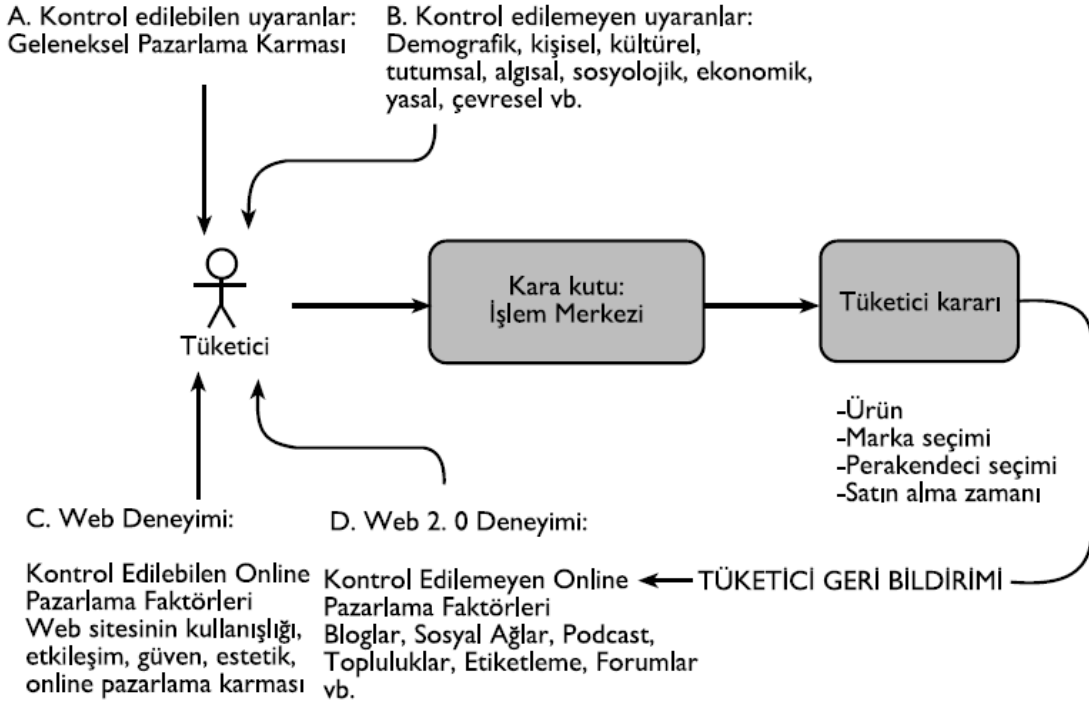 A. Kontrol edilebilen uyaranlar:
Geleneksel Pazarlama Karması
B. Kontrol edilemeyen uyaranlar:
Demografik, kişisel, kültürel,
tutumsal, algısal, sosyolojik, ekonomik,
yasal, çevresel vb.
Tüketici
Kara kutu:
İşlem Merkezi
Tüketici kararı
-Ürün
-Marka seçimi
-Perakendeci seçimi
-Satın alma zamanı
C. Web Deneyimi:
Kontrol Edilebilen Online
Pazarlama Faktörleri
Web sitesinin kullanışlığı,
etkileşim, güven, estetik,
online pazarlama karması
D. Web 2. 0 Deneyimi:
Kontrol Edilemeyen Online
Pazarlama Faktörleri
Bloglar, Sosyal Ağlar, Podcast,
Topluluklar, Etiketleme, Forumlar
vb.
TÜKETİCİ GERİ BİLDİRİMİ